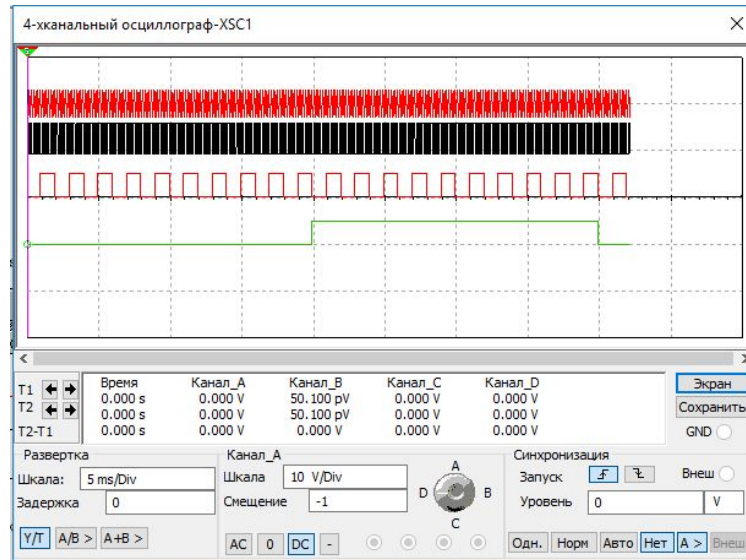 4-хканальный осциллограф-XSC1
T1
T2
T2-T1
Время Канал_A Канал_B Канал_C Канал_D
0.000 s 0.000 V 50.100 pV 0.000 V 0.000 V
0.000 s 0.000 V 50.100 pV 0.000 V 0.000 V
0.000 s 0.000 V 0.000 V 0.000 V 0.000 V
Экран
Сохранить
GND
Развертка
Шкала: 5 ms/Div
Задержка 0
Y/T A/B > A+B >
Канал_A
Шкала 10 V/Div
Смещение -1
AC 0 DC -
A
D B
C
Синхронизация
Запуск Внеш
Уровень 0 V
Одн. Норм Авто Нет A > Внеш